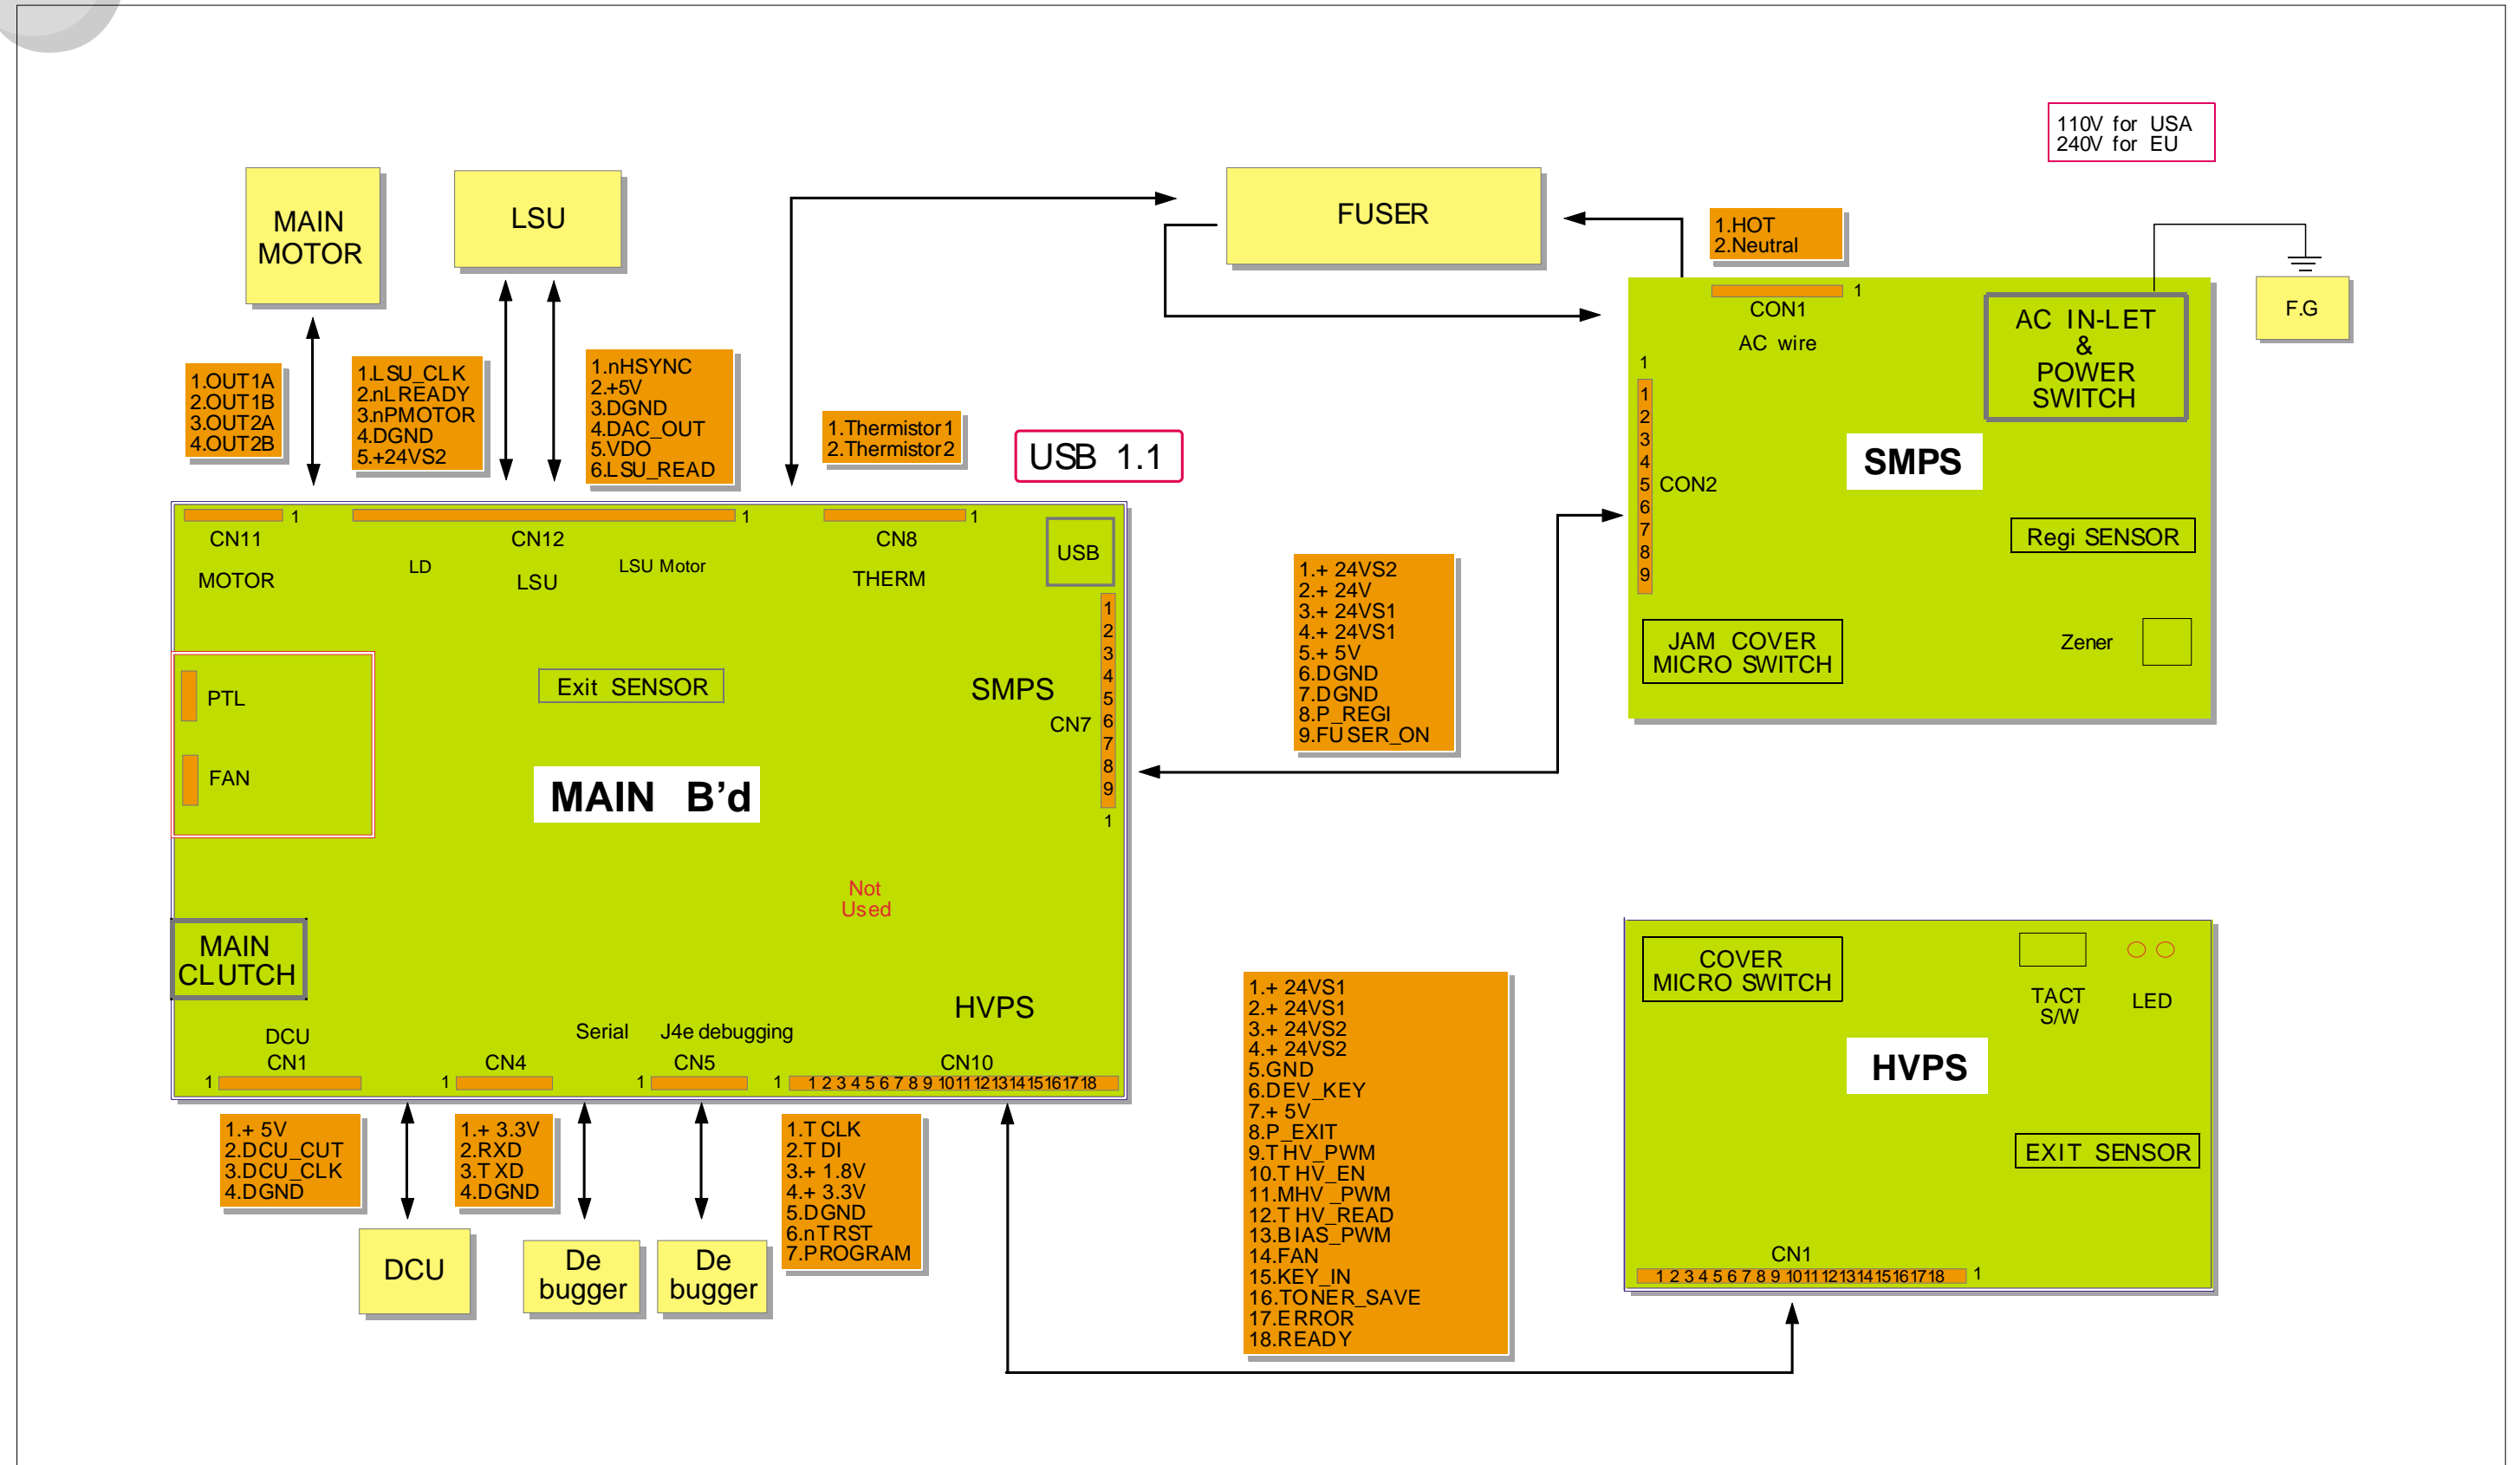 110V for USA
240V for EU
MAIN
MOTOR
LSU
FUSER
1.HOT
2.Neutral
F.G
1.OUT1A
2.OUT1B
3.OUT2A
4.OUT2B
1.LSU_CLK
2.nLREADY
3.nPMOTOR
4.DGND
5.+24VS2
1.nHSYNC
2.+5V
3.DGND
4.DAC_OUT
5.VDO
6.LSU_READ
1.Thermistor1
2.Thermistor2
USB 1.1
1
CON1
AC wire
AC IN-LET
&
POWER
SWITCH
1
1
2
3
4
5
6
7
8
9
CON2
SMPS
Regi SENSOR
JAM COVER
MICRO SWITCH
Zener
1
CN11
MOTOR
1
CN12
LD
LSU
LSU Motor
1
CN8
THERM
USB
1
2
3
4
5
6
7
8
9
1
SMPS
CN7
PTL
FAN
Exit SENSOR
MAIN B’d
Not
Used
MAIN
CLUTCH
HVPS
DCU
CN1
1
CN4
1
Serial
J4e debugging
CN5
1
CN10
1
1 2 3 4 5 6 7 8 9 10 11 12 13 14 15 16 17 18
1.+ 24VS2
2.+ 24V
3.+ 24VS1
4.+ 24VS1
5.+ 5V
6.DGND
7.DGND
8.P_REGI
9.FUSER_ON
1.+ 5V
2.DCU_CUT
3.DCU_CLK
4.DGND
1.+ 3.3V
2.RXD
3.TXD
4.DGND
1.TCLK
2.TDI
3.+ 1.8V
4.+ 3.3V
5.DGND
6.nTRST
7.PROGRAM
DCU
De
bugger
De
bugger
1.+ 24VS1
2.+ 24VS1
3.+ 24VS2
4.+ 24VS2
5.GND
6.DEV_KEY
7.+ 5V
8.P_EXIT
9.THV_PWM
10.THV_EN
11.MHV_PWM
12.THV_READ
13.BIAS_PWM
14.FAN
15.KEY_IN
16.TONER_SAVE
17.ERROR
18.READY
COVER
MICRO SWITCH
TACT
S/W
LED
HVPS
EXIT SENSOR
CN1
1 2 3 4 5 6 7 8 9 10 11 12 13 14 15 16 17 18
1